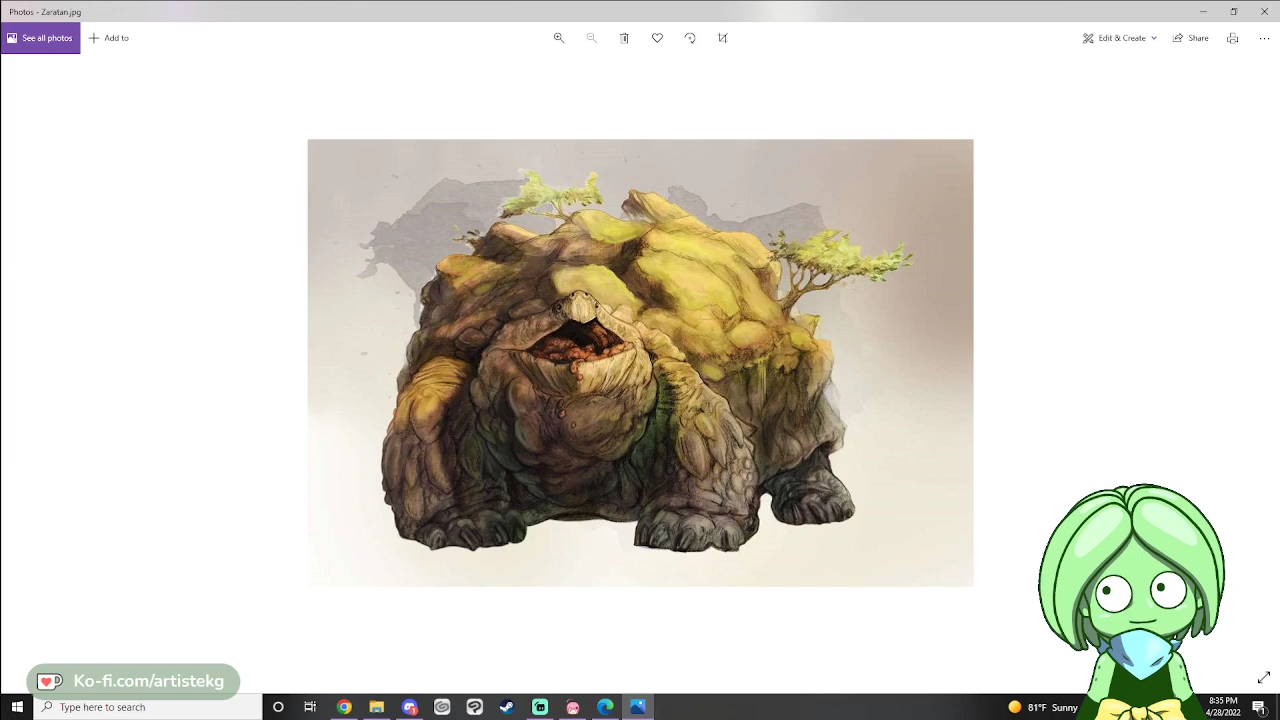 Photos - Zaratan.jpg
See all photos
Add to
Edit & Create
Share
Ko-fi.com/artistekg
Type here to search
81°F Sunny
8:35 PM
4/28/2022